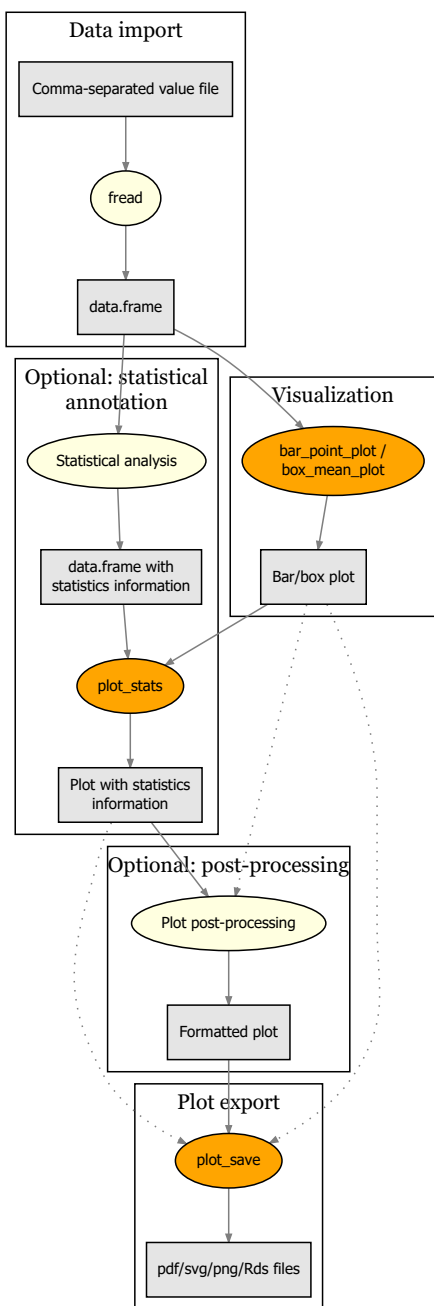 Data import
Comma-separated value file
fread
data.frame
Optional: statistical
annotation
Statistical analysis
data.frame with
statistics information
plot_stats
Plot with statistics
information
Visualization
bar_point_plot /
box_mean_plot
Bar/box plot
Optional: post-processing
Plot post-processing
Formatted plot
Plot export
plot_save
pdf/svg/png/Rds files